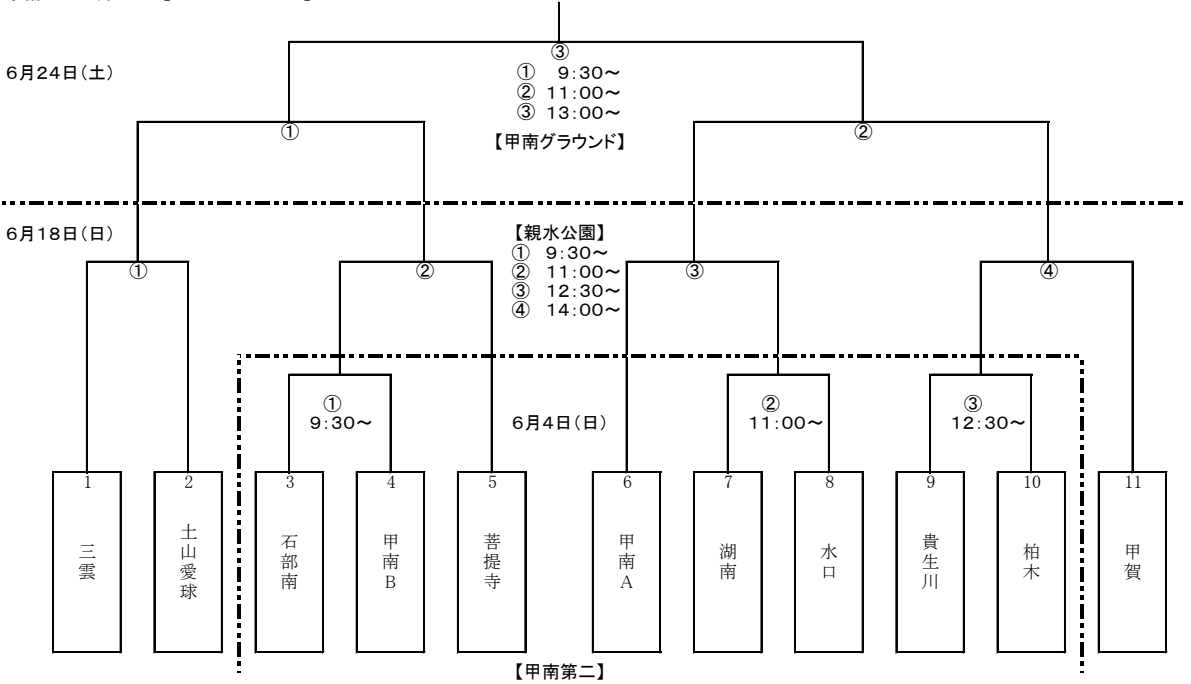 ③
6月24日(土)
① 9:30～
② 11:00～
③ 13:00～
① ②
【甲南グラウンド】
6月18日(日)
【親水公園】
① 9:30～
② 11:00～
③ 12:30～
④ 14:00～
① ② ③ ④
① ② ③
9:30～ 6月4日(日) 11:00～ 12:30～
1 2 3 4 5 6 7 8 9 10 11
三雲
土山愛球
石部南
甲南B
菩提寺
甲南A
湖南
水口
貴生川
柏木
甲賀
【甲南第二】